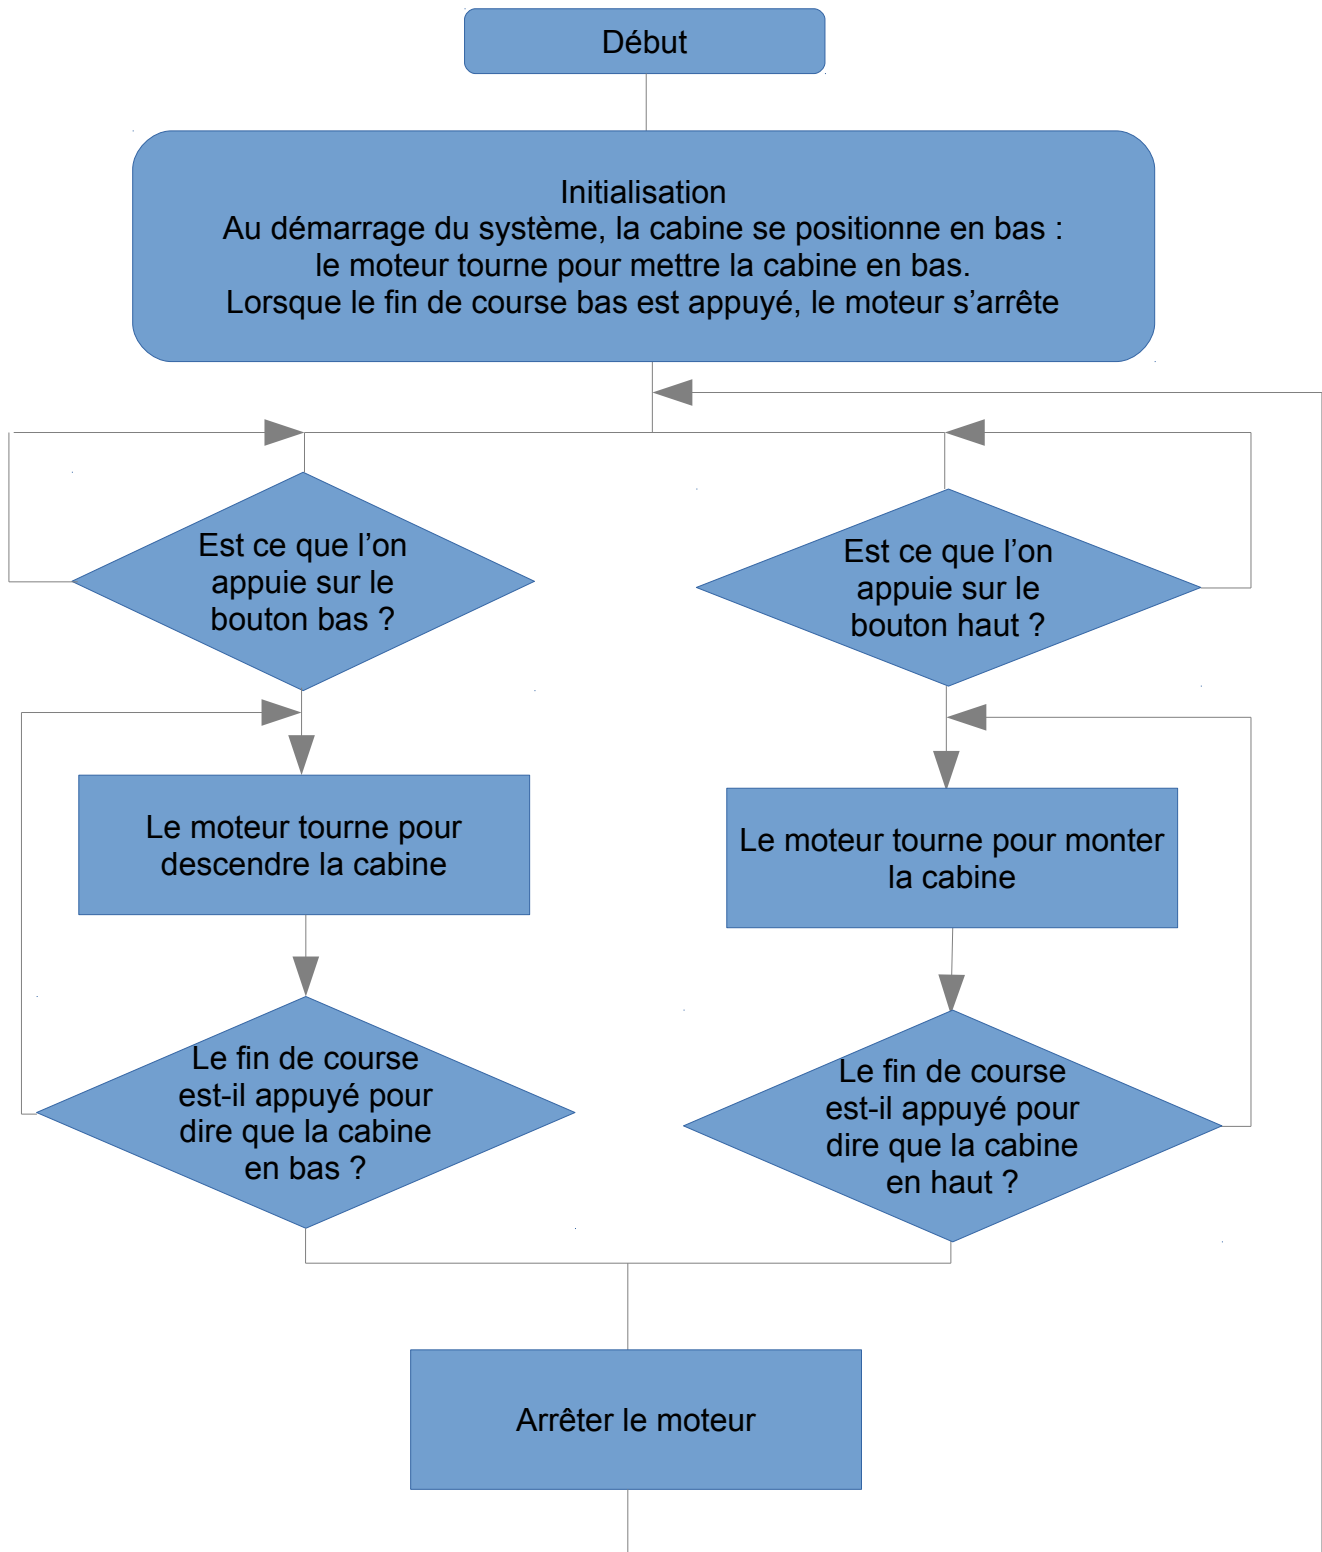 Début
Initialisation
Au démarrage du système, la cabine se positionne en bas :
le moteur tourne pour mettre la cabine en bas.
Lorsque le fin de course bas est appuyé, le moteur s’arrête
Est ce que l’on
appuie sur le
bouton bas ?
Est ce que l’on
appuie sur le
bouton haut ?
Le moteur tourne pour
descendre la cabine
Le moteur tourne pour monter
la cabine
Le fin de course
est-il appuyé pour
dire que la cabine
en bas ?
Le fin de course
est-il appuyé pour
dire que la cabine
en haut ?
Arrêter le moteur